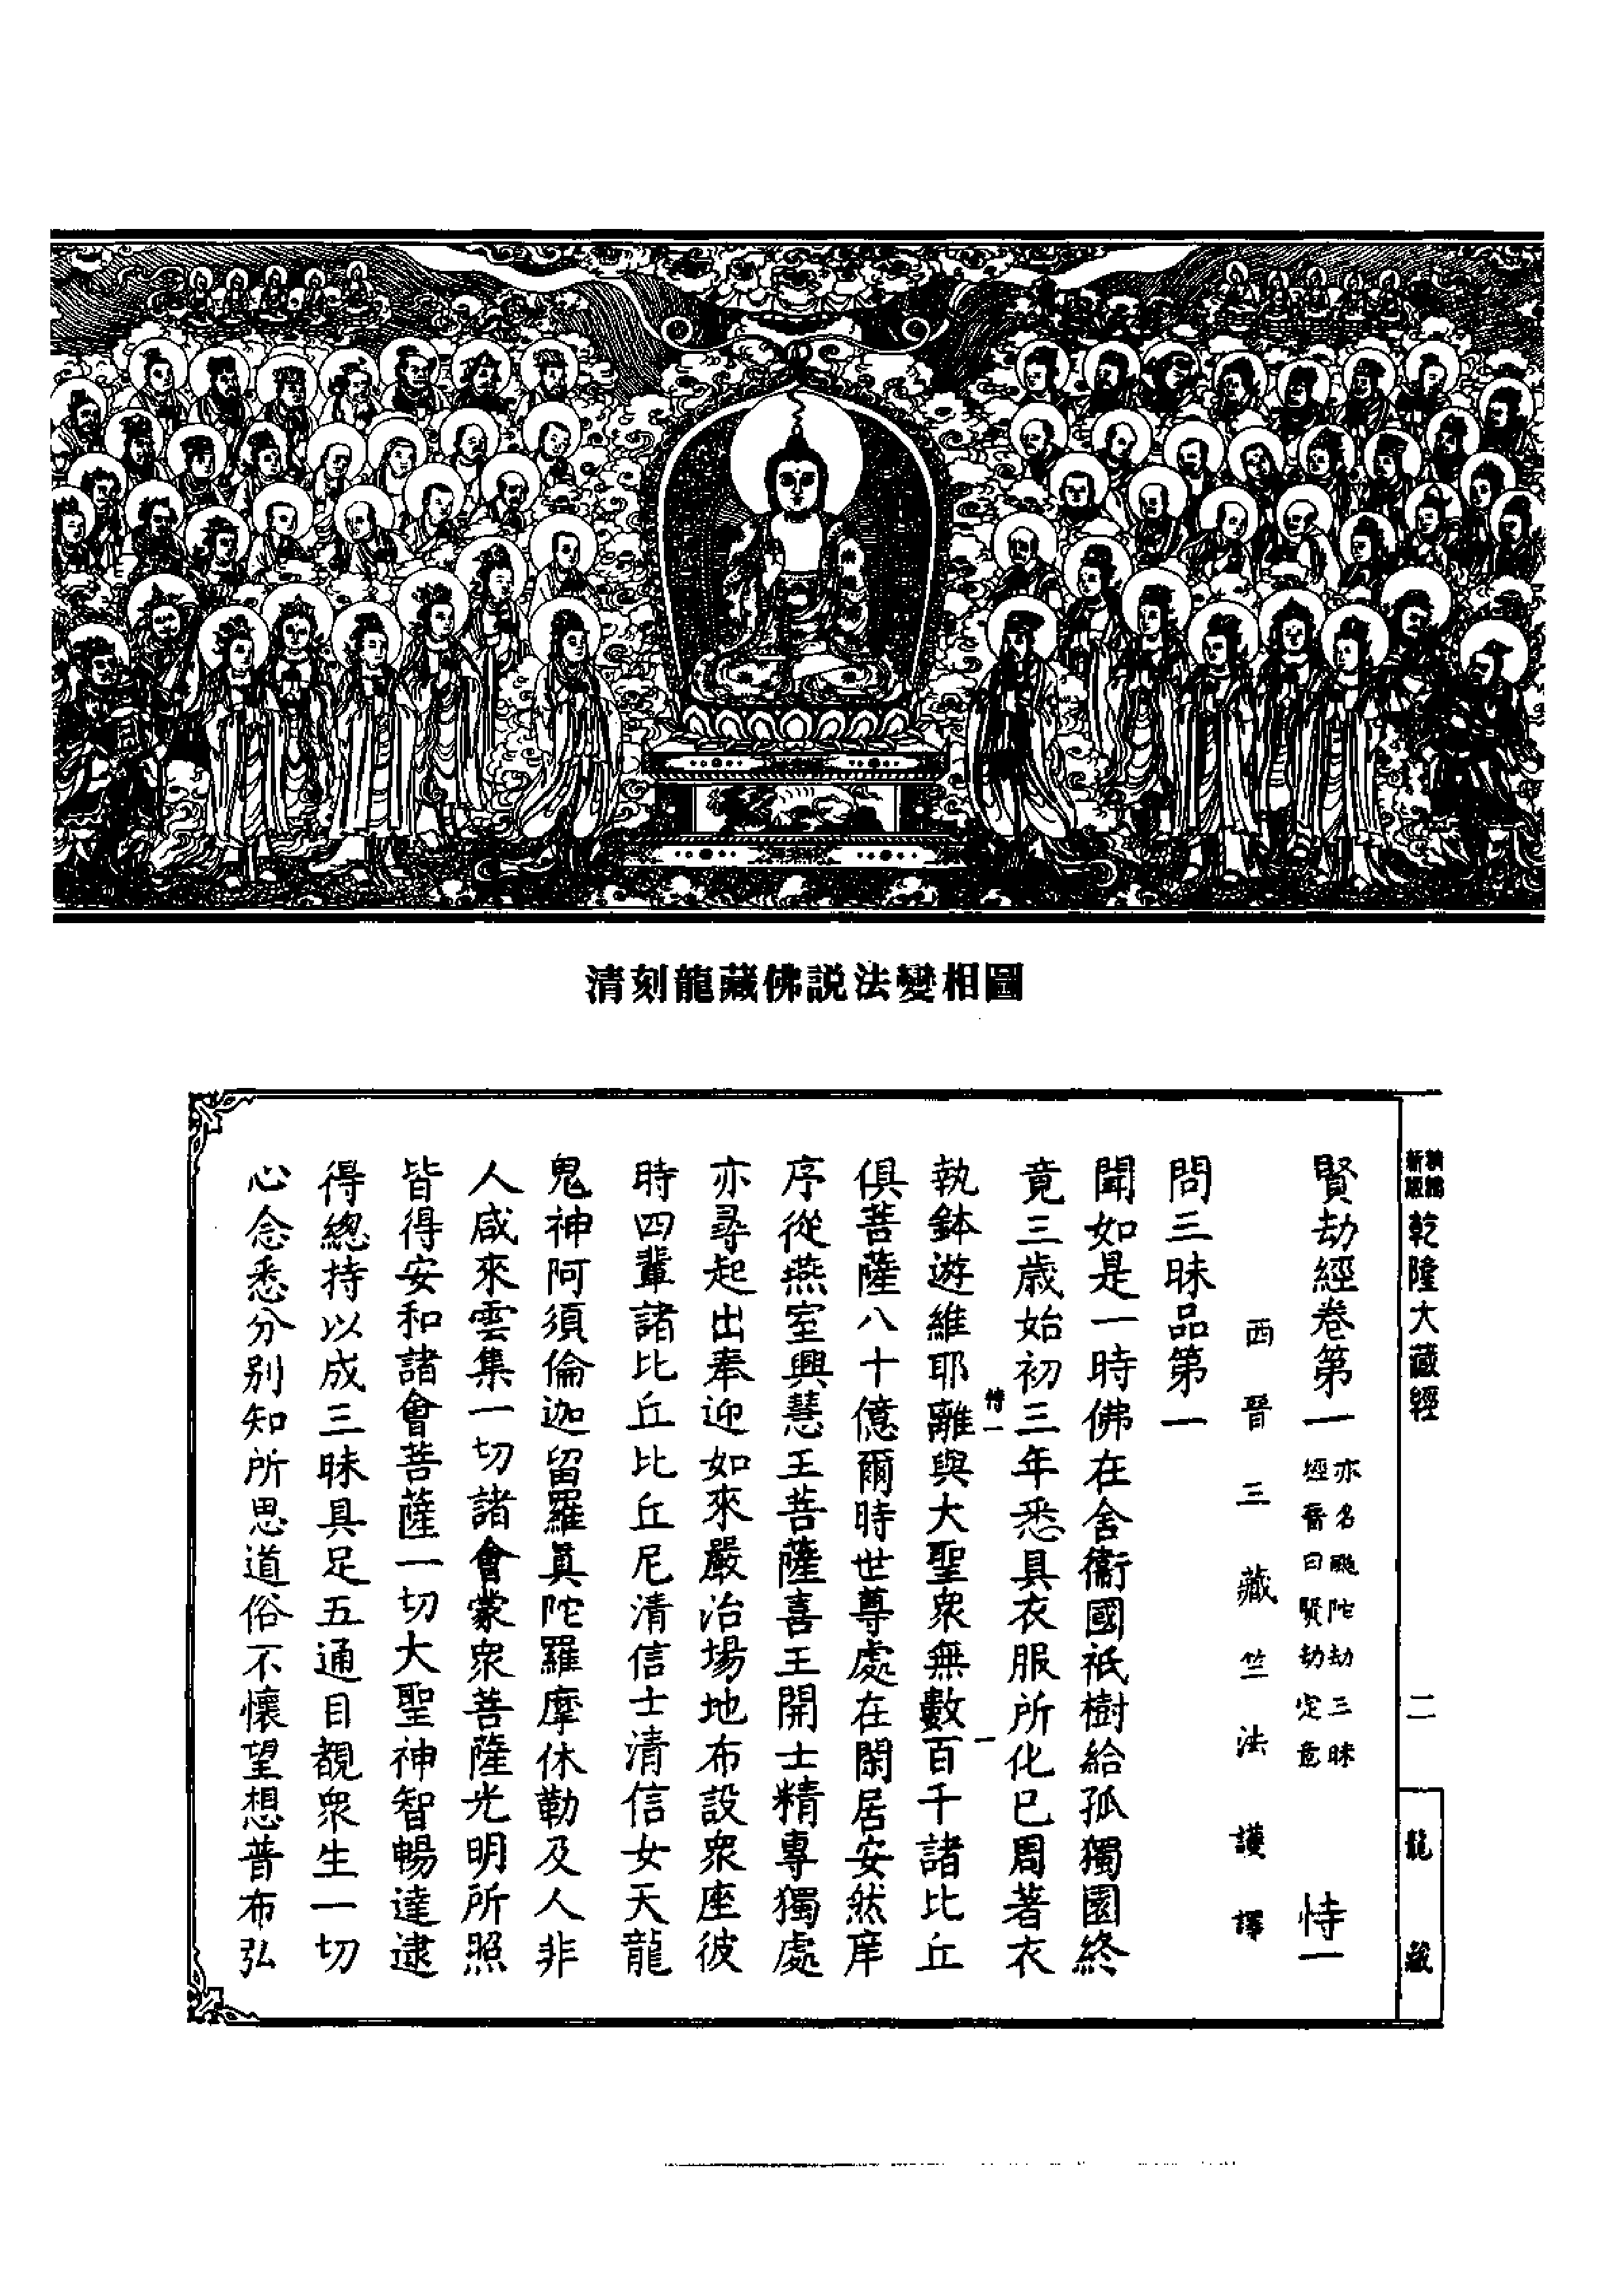 清刻龍藏佛説法變相圖
新版
乾隆大藏經
二
龍藏
賢劫經卷第一 亦名颰陀劫三昧
經晉曰賢劫定意 恃一
西晉三藏竺法護譯
問三昧品第一
聞如是一時佛在舍衞國祇樹給孤獨園終
竟三歲始初三年悉具衣服所化已周著衣
恃一 一
執鉢遊維耶離與大聖衆無數百千諸比丘
俱菩薩八十億爾時世尊處在閑居安然庠
序從燕室興慧王菩薩喜王開士精專獨處
亦尋起出奉迎如來嚴治場地布設衆座彼
時四輩諸比丘比丘尼清信士清信女天龍
鬼神阿須倫迦留羅眞陀羅摩休勒及人非
人咸來雲集一切諸會蒙衆菩薩光明所照
皆得安和諸會菩薩一切大聖神智暢達逮
得總持以成三昧具足五通目覩衆生一切
心念悉分別知所思道俗不懷望想普布弘